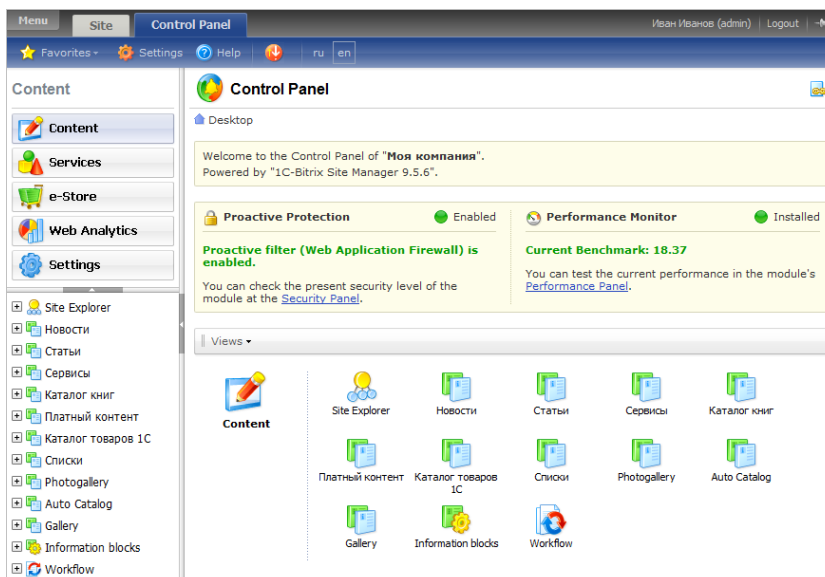 Menu
Site
Control Panel
Иван Иванов (admin)
Logout
Favorites
Settings
Help
ru
en
Content
Content
Services
e-Store
Web Analytics
Settings
Site Explorer
Новости
Статьи
Сервисы
Каталог книг
Платный контент
Каталог товаров 1С
Списки
Photogallery
Auto Catalog
Gallery
Information blocks
Workflow
Control Panel
Desktop
Welcome to the Control Panel of "Моя компания".
Powered by "1C-Bitrix Site Manager 9.5.6".
Proactive Protection
Enabled
Proactive filter (Web Application Firewall) is
enabled.
You can check the present security level of the
module at the Security Panel.
Performance Monitor
Installed
Current Benchmark: 18.37
You can test the current performance in the module's
Performance Panel.
Views
Content
Site Explorer
Новости
Статьи
Сервисы
Каталог книг
Платный контент
Каталог товаров
1С
Списки
Photogallery
Auto Catalog
Gallery
Information blocks
Workflow